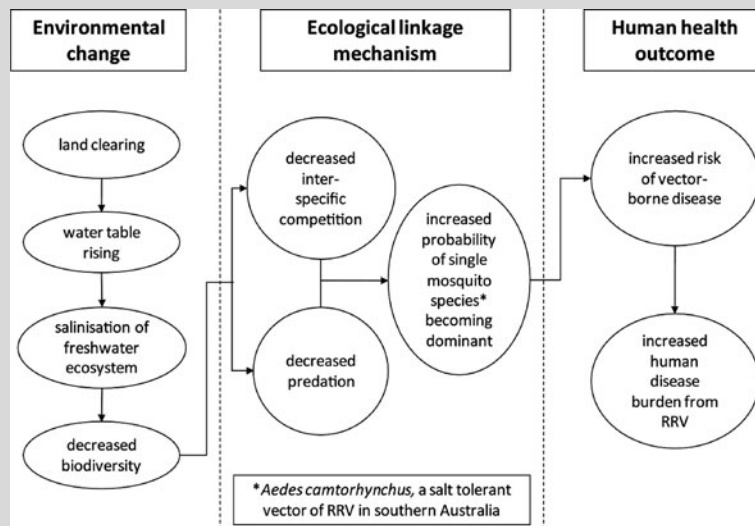 Environmental
change
Ecological linkage
mechanism
Human health
outcome
land clearing
water table
rising
salinisation of
freshwater
ecosystem
decreased
biodiversity
decreased
inter-
specific
competition
decreased
predation
increased
probability
of single
mosquito
species*
becoming
dominant
increased risk
of vector-
borne disease
increased
human
disease
burden from
RRV
*Aedes camtorhynchus, a salt tolerant
vector of RRV in southern Australia